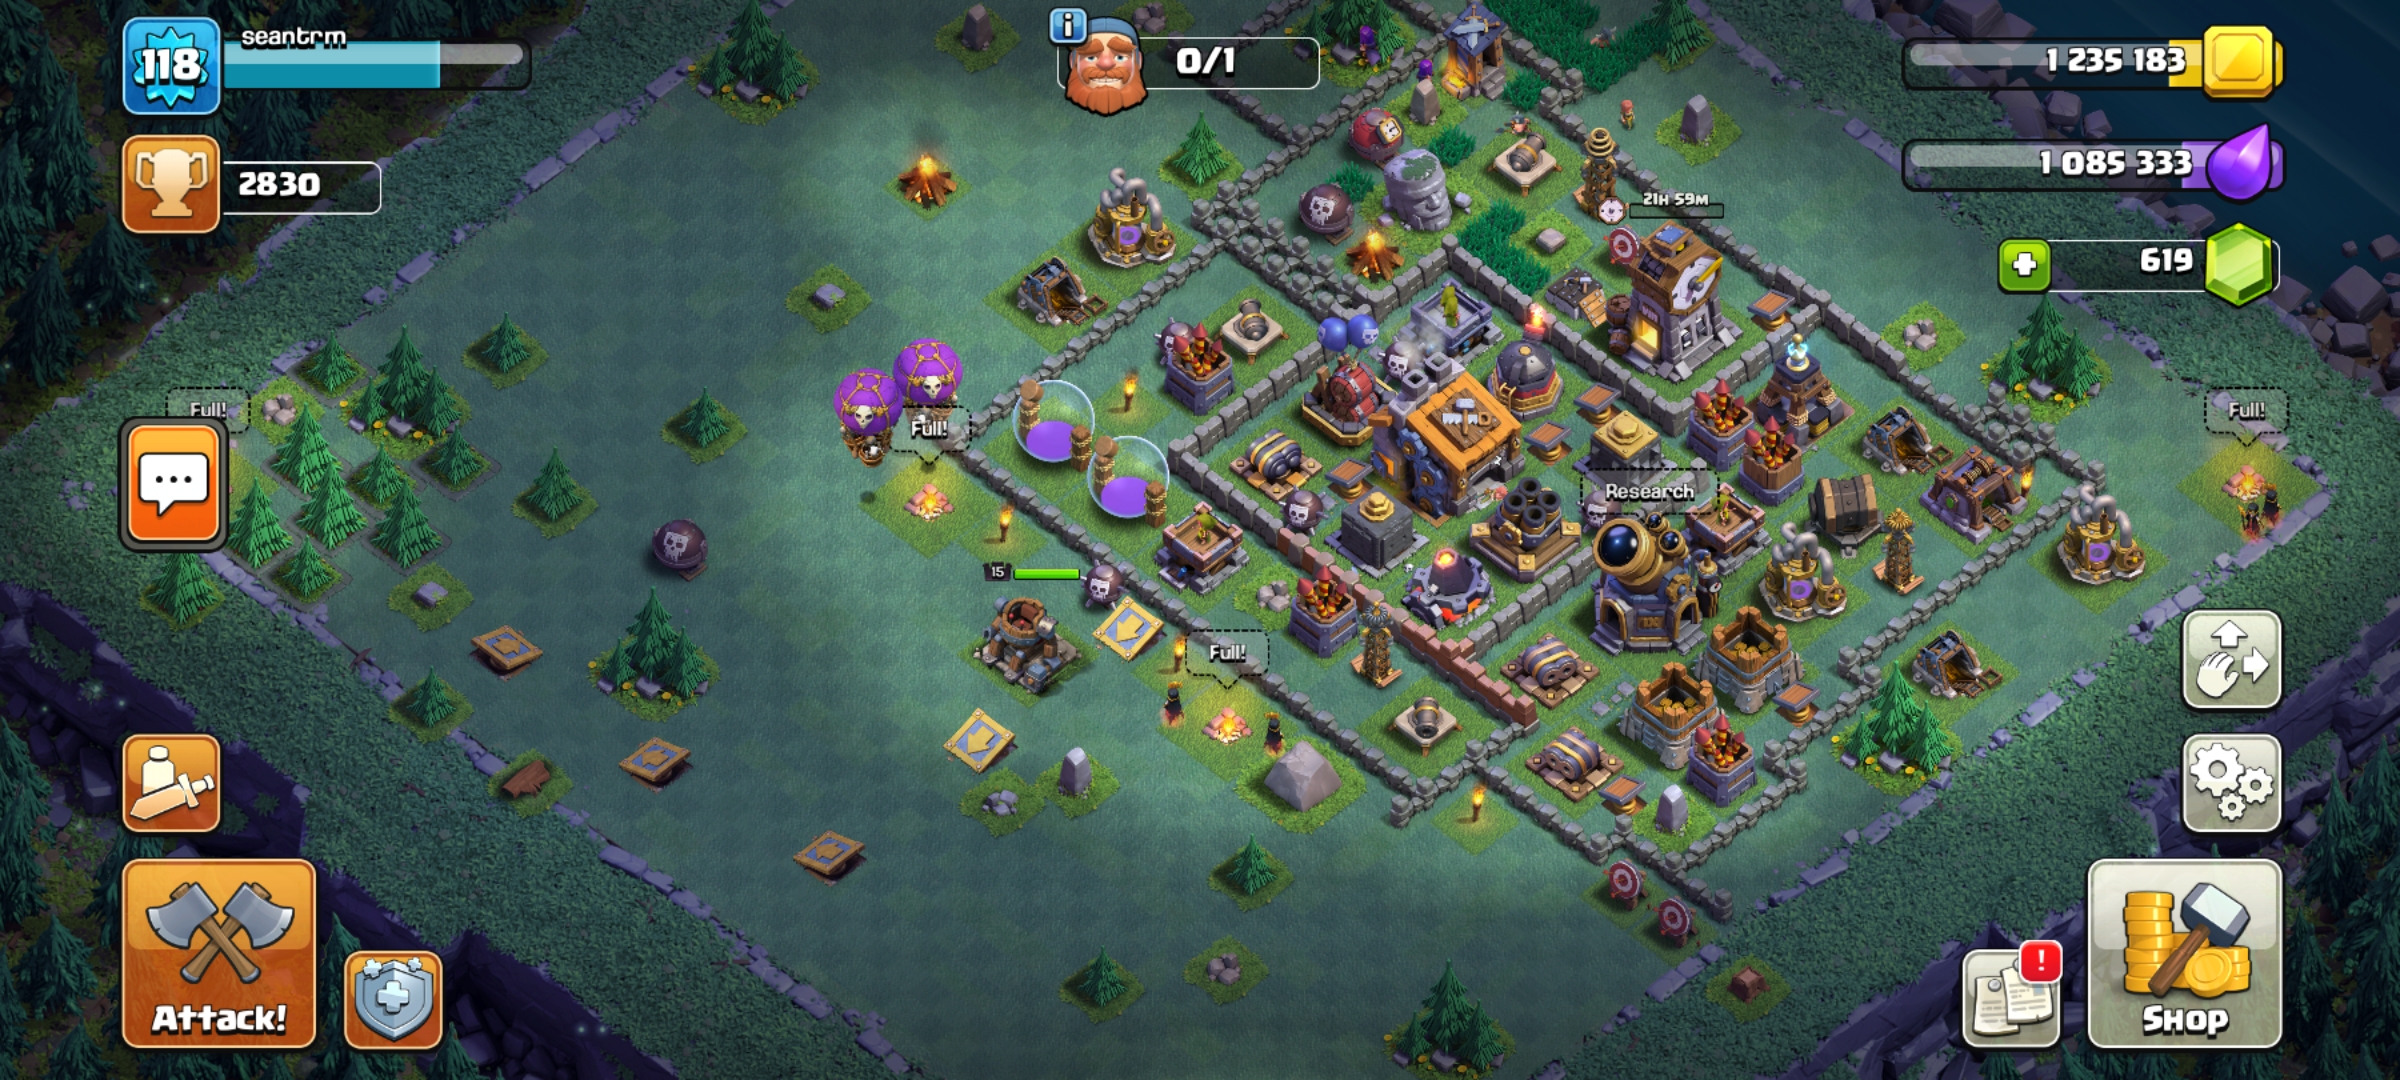 118
seantrm
i
0/1
1 235 183
2830
1 085 333
21H 59M
619
Full!
Full!
Full!
Research
15
Full!
Attack!
!
Shop